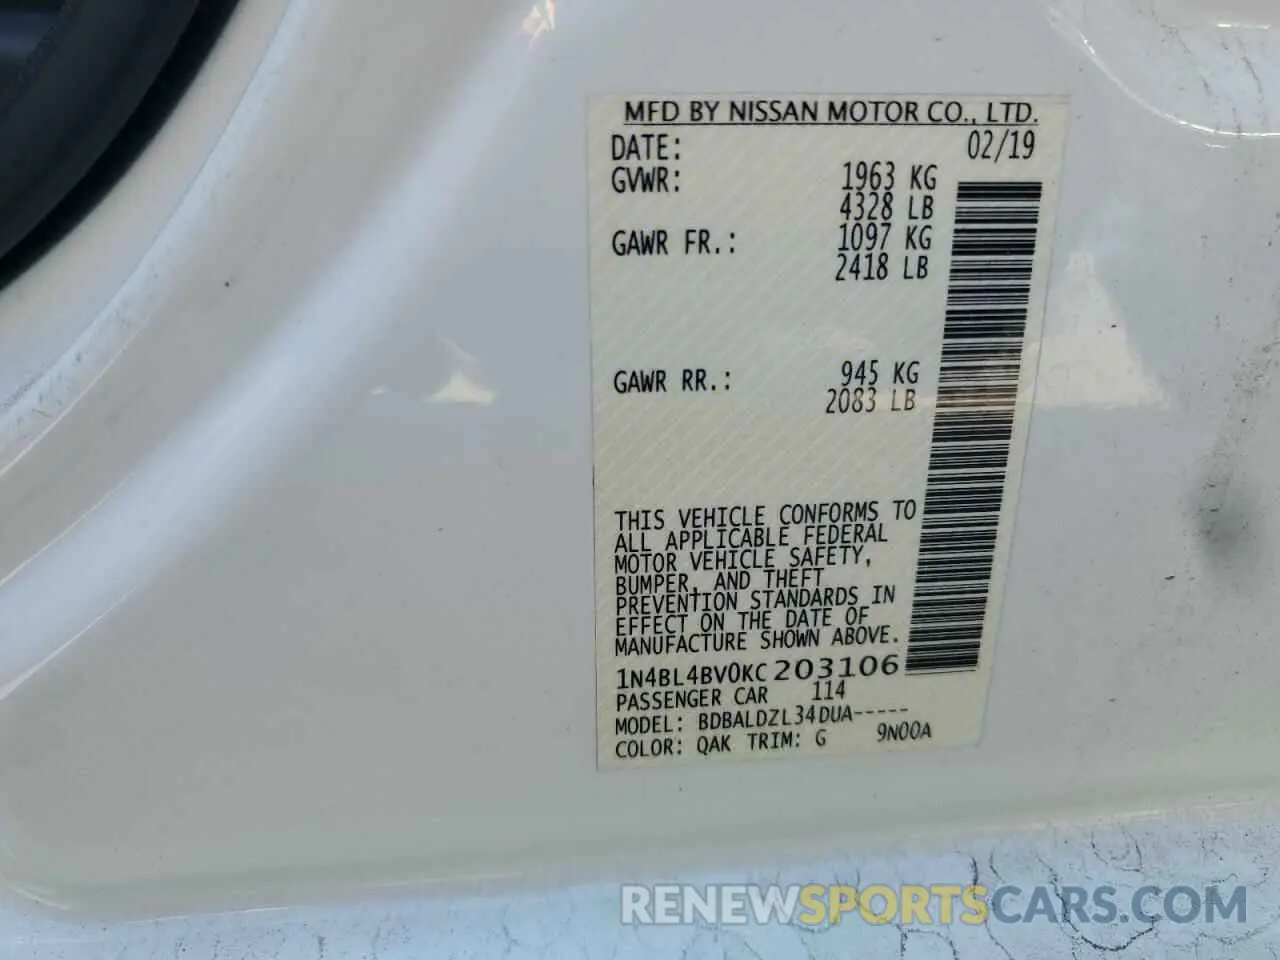 MFD BY NISSAN MOTOR CO., LTD.
DATE: 02/19
GVWR: 1963 KG
4328 LB
GAWR FR.: 1097 KG
2418 LB
GAWR RR.: 945 KG
2083 LB
THIS VEHICLE CONFORMS TO
ALL APPLICABLE FEDERAL
MOTOR VEHICLE SAFETY,
BUMPER, AND THEFT
PREVENTION STANDARDS IN
EFFECT ON THE DATE OF
MANUFACTURE SHOWN ABOVE.
1N4BL4BV0KC203106
PASSENGER CAR 114
MODEL: BDBALDZL34DUA-----
COLOR: QAK TRIM: G 9N00A
RENEWSPORTSCARS.COM